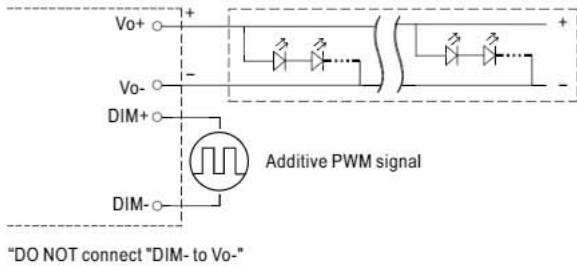 Vo+
+
+
−
Vo-
−
DIM+
Additive PWM signal
DIM-
"DO NOT connect "DIM- to Vo-"